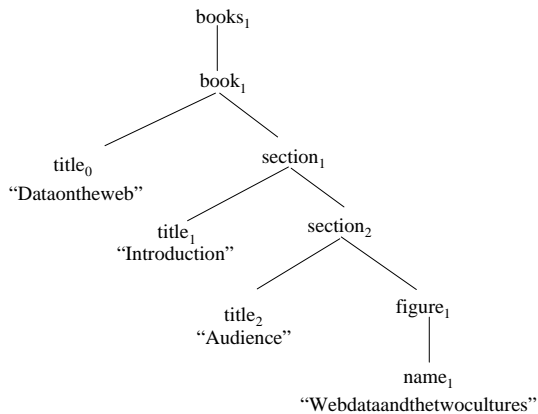 books₁
book₁
title₀
“Dataontheweb”
section₁
title₁
“Introduction”
section₂
title₂
“Audience”
figure₁
name₁
“Webdataandthetwocultures”